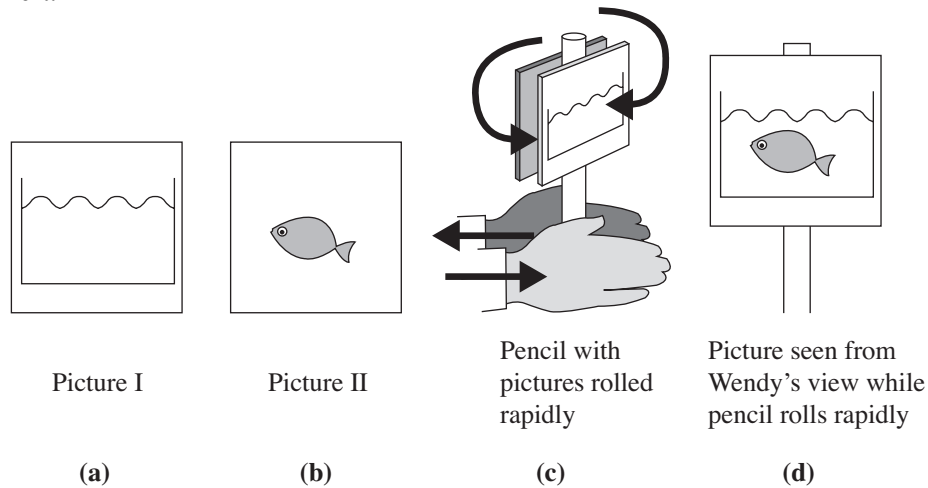 Picture I
Picture II
Pencil with
pictures rolled
rapidly
Picture seen from
Wendy's view while
pencil rolls rapidly
(a)
(b)
(c)
(d)